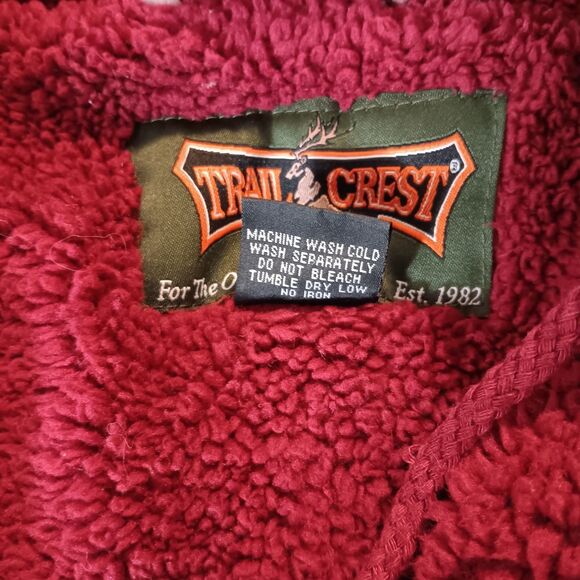 TRAIL CREST ®
MACHINE WASH COLD
WASH SEPARATELY
DO NOT BLEACH
TUMBLE DRY LOW
NO IRON
For The O Est. 1982